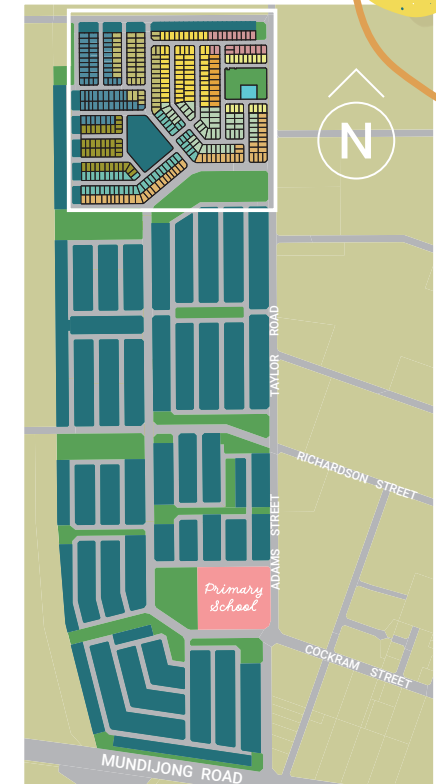 N
TAYLOR ROAD
RICHARDSON STREET
ADAMS STREET
Primary
School
COCKRAM STREET
MUNDIJONG ROAD